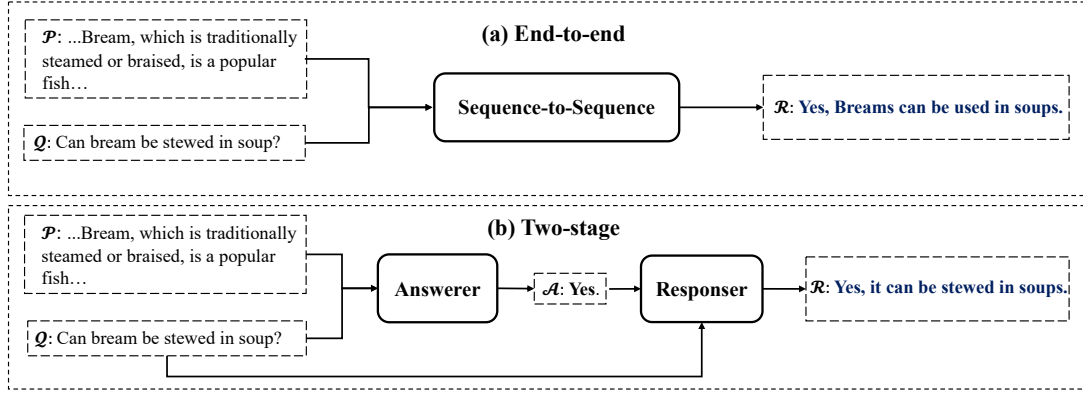 (a) End-to-end
𝒫: ...Bream, which is traditionally
steamed or braised, is a popular
fish…
Sequence-to-Sequence
ℛ: Yes, Breams can be used in soups.
𝒬: Can bream be stewed in soup?
(b) Two-stage
𝒫: ...Bream, which is traditionally
steamed or braised, is a popular
fish…
Answerer
𝒜: Yes.
Responser
ℛ: Yes, it can be stewed in soups.
𝒬: Can bream be stewed in soup?